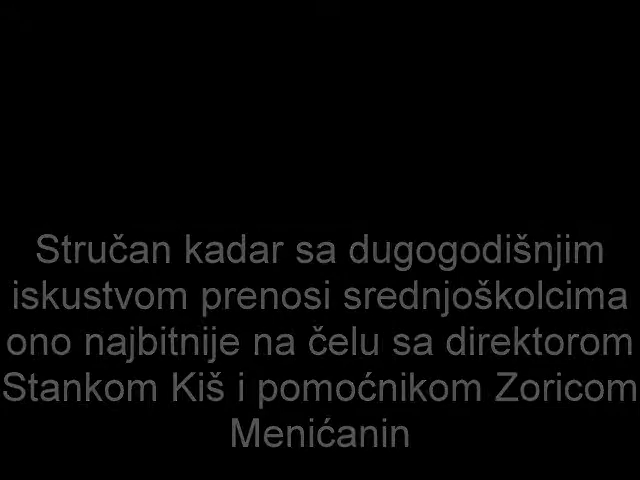 Stručan kadar sa dugogodišnjim
iskustvom prenosi srednjoškolcima
ono najbitnije na čelu sa direktorom
Stankom Kiš i pomoćnikom Zoricom
Menićanin